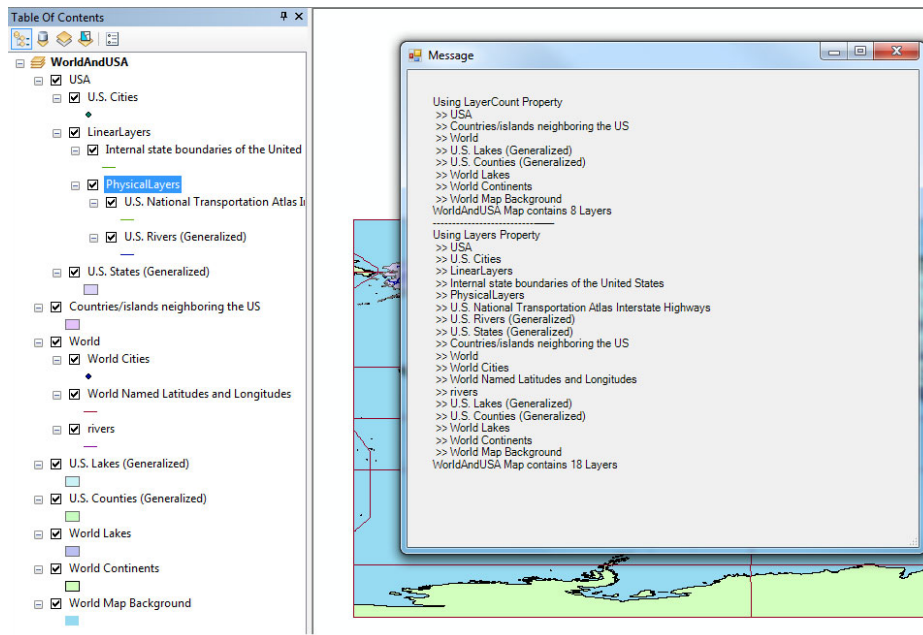 Table Of Contents
WorldAndUSA
USA
U.S. Cities
LinearLayers
Internal state boundaries of the United
PhysicalLayers
U.S. National Transportation Atlas
U.S. Rivers (Generalized)
U.S. States (Generalized)
Countries/islands neighboring the US
World
World Cities
World Named Latitudes and Longitudes
rivers
U.S. Lakes (Generalized)
U.S. Counties (Generalized)
World Lakes
World Continents
World Map Background
Message
Using LayerCount Property
>> USA
>> Countries/islands neighboring the US
>> World
>> U.S. Lakes (Generalized)
>> U.S. Counties (Generalized)
>> World Lakes
>> World Continents
>> World Map Background
WorldAndUSA Map contains 8 Layers
------------------------------
Using Layers Property
>> USA
>> U.S. Cities
>> LinearLayers
>> Internal state boundaries of the United States
>> PhysicalLayers
>> U.S. National Transportation Atlas Interstate Highways
>> U.S. Rivers (Generalized)
>> U.S. States (Generalized)
>> Countries/islands neighboring the US
>> World
>> World Cities
>> World Named Latitudes and Longitudes
>> rivers
>> U.S. Lakes (Generalized)
>> U.S. Counties (Generalized)
>> World Lakes
>> World Continents
>> World Map Background
WorldAndUSA Map contains 18 Layers